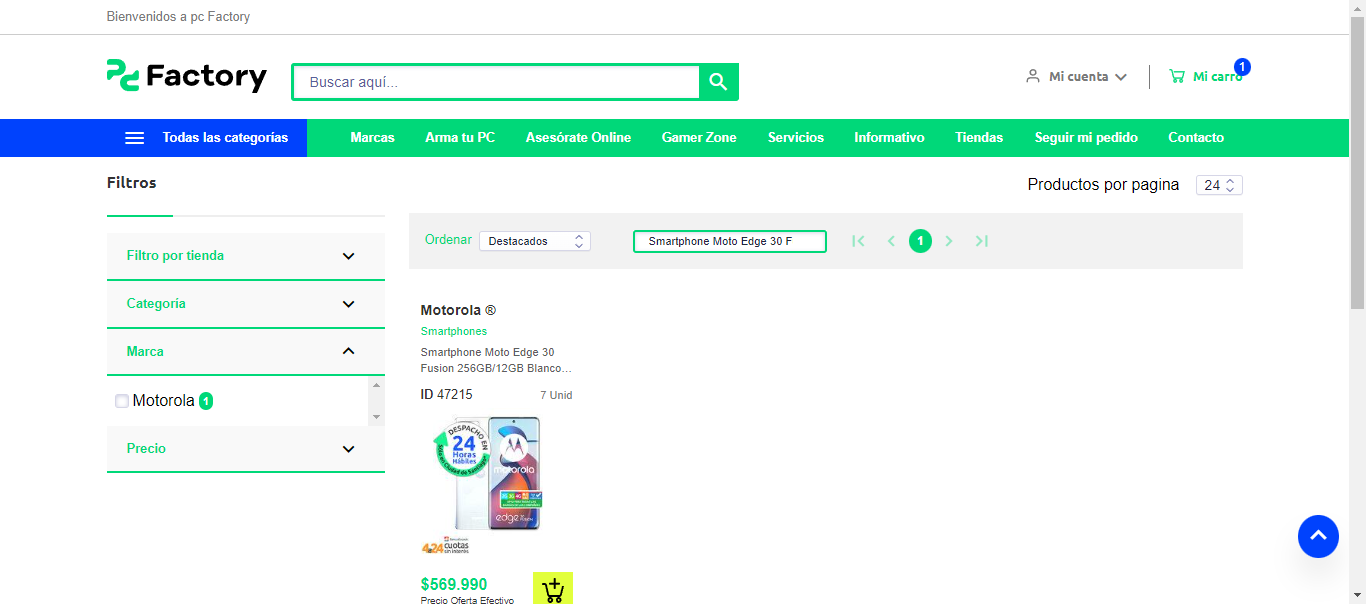 Bienvenidos a pc Factory
Factory
Buscar aquí...
Mi cuenta
Mi carro
1
Todas las categorías
Marcas
Arma tu PC
Asesórate Online
Gamer Zone
Servicios
Informativo
Tiendas
Seguir mi pedido
Contacto
Filtros
Productos por pagina
24
Filtro por tienda
Categoría
Marca
Motorola 1
Precio
Ordenar
Destacados
Smartphone Moto Edge 30 F
1
Motorola ®
Smartphones
Smartphone Moto Edge 30
Fusion 256GB/12GB Blanco...
ID 47215
7 Unid
DESPACHO EN
24
Horas
Hábiles
motorola
edge
cuotas
sin interés
$569.990
Precio Oferta Efectivo